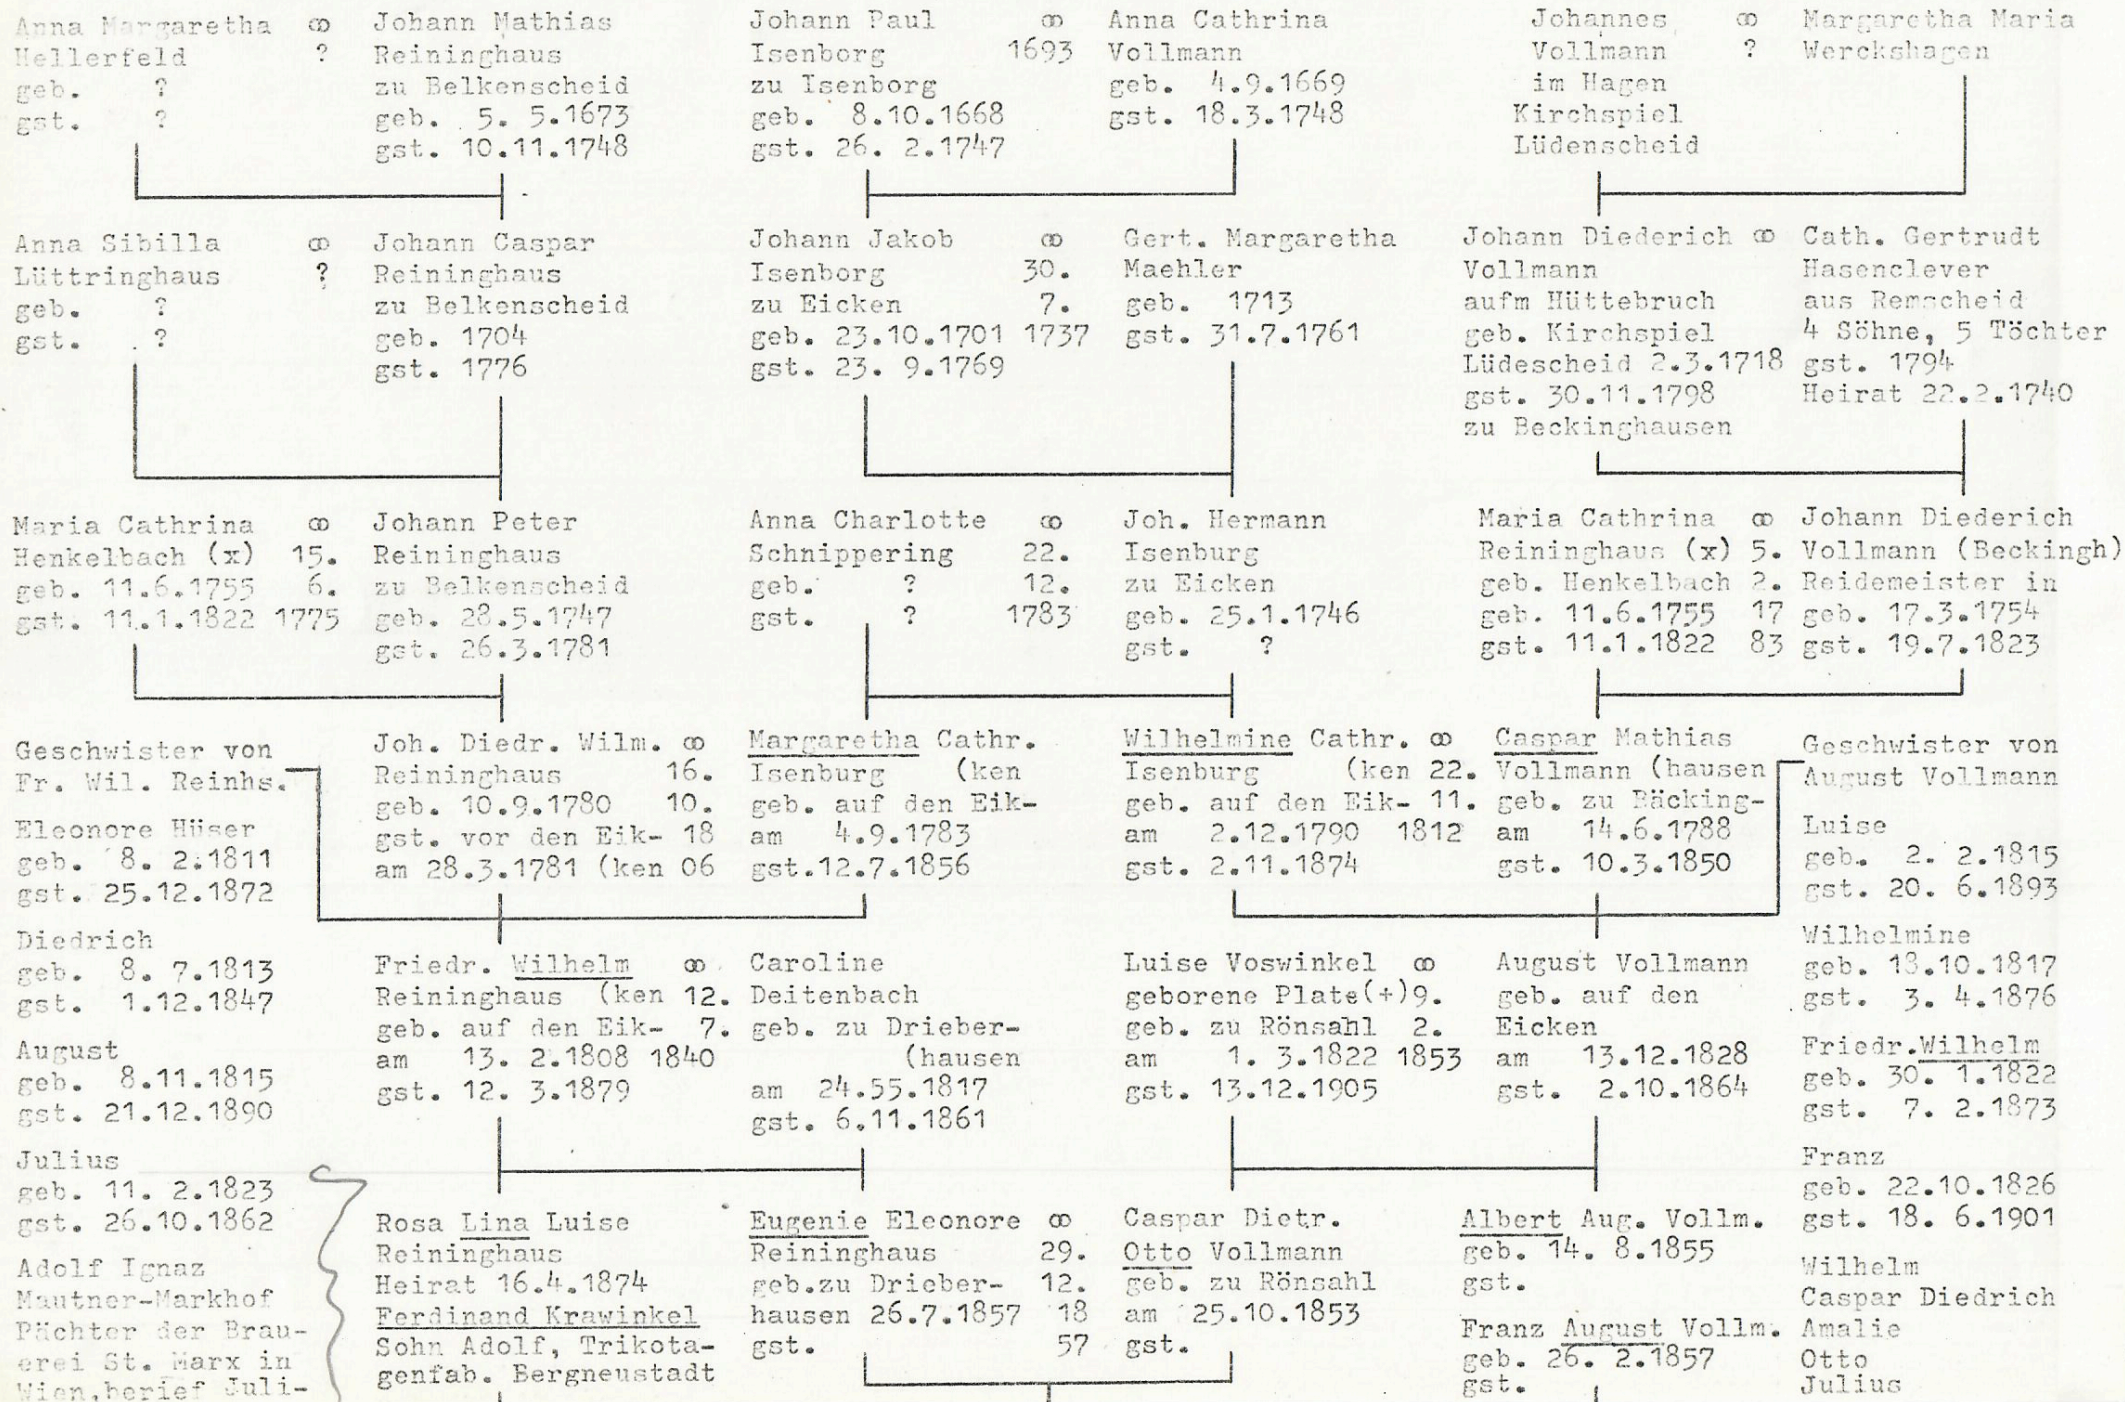 Anna Margaretha ⚭
Hellerfeld ?
geb. ?
gst. ?
Johann Mathias
Reininghaus
zu Belkenscheid
geb. 5. 5.1673
gst. 10.11.1748
Johann Paul ⚭
Isenborg 1693
zu Isenborg
geb. 8.10.1668
gst. 26. 2.1747
Anna Cathrina
Vollmann
geb. 4.9.1669
gst. 18.3.1748
Johannes ⚭
Vollmann ?
im Hagen
Kirchspiel
Lüdenscheid
Margaretha Maria
Werckshagen
Anna Sibilla ⚭
Lüttringhaus ?
geb. ?
gst. ?
Johann Caspar
Reininghaus
zu Belkenscheid
geb. 1704
gst. 1776
Johann Jakob ⚭
Isenborg 30.
zu Eicken 7.
geb. 23.10.1701 1737
gst. 23. 9.1769
Gert. Margaretha
Maehler
geb. 1713
gst. 31.7.1761
Johann Diederich ⚭
Vollmann
aufm Hüttebruch
geb. Kirchspiel
Lüdescheid 2.3.1718
gst. 30.11.1798
zu Beckinghausen
Cath. Gertrudt
Hasenclever
aus Remscheid
4 Söhne, 5 Töchter
gst. 1794
Heirat 22.2.1740
Maria Cathrina ⚭
Henkelbach (x) 15.
geb. 11.6.1755 6.
gst. 11.1.1822 1775
Johann Peter
Reininghaus
zu Belkenscheid
geb. 28.5.1747
gst. 26.3.1781
Anna Charlotte ⚭
Schnippering 22.
geb. ? 12.
gst. ? 1783
Joh. Hermann
Isenburg
zu Eicken
geb. 25.1.1746
gst. ?
Maria Cathrina ⚭
Reininghaus (x) 5.
geb. Henkelbach 2.
geb. 11.6.1755 17
gst. 11.1.1822 83
Johann Diederich
Vollmann (Beckingh)
Reidemeister in
geb. 17.3.1754
gst. 19.7.1823
Geschwister von
Fr. Wil. Reinhs.
Eleonore Hüser
geb. 8. 2.1811
gst. 25.12.1872
Diedrich
geb. 8. 7.1813
gst. 1.12.1847
August
geb. 8.11.1815
gst. 21.12.1890
Julius
geb. 11. 2.1823
gst. 26.10.1862
Adolf Ignaz
Mautner-Markhof
Pächter der Brau-
erei St. Marx in
Wien,berief Juli-
Joh. Diedr. Wilm. ⚭
Reininghaus 16.
geb. 10.9.1780 10.
gst. vor den Eik- 18
am 28.3.1781 (ken 06
Margaretha Cathr.
Isenburg (ken
geb. auf den Eik-
am 4.9.1783
gst.12.7.1856
Wilhelmine Cathr. ⚭
Isenburg (ken 22.
geb. auf den Eik- 11.
am 2.12.1790 1812
gst. 2.11.1874
Caspar Mathias
Vollmann (hausen
geb. zu Bäcking-
am 14.6.1788
gst. 10.3.1850
Geschwister von
August Vollmann
Luise
geb. 2. 2.1815
gst. 20. 6.1893
Wilhelmine
geb. 13.10.1817
gst. 3. 4.1876
Friedr.Wilhelm
geb. 30. 1.1822
gst. 7. 2.1873
Franz
geb. 22.10.1826
gst. 18. 6.1901
Wilhelm
Caspar Diedrich
Amalie
Otto
Julius
Friedr. Wilhelm ⚭
Reininghaus (ken 12.
geb. auf den Eik- 7.
am 13. 2.1808 1840
gst. 12. 3.1879
Caroline
Deitenbach
geb. zu Drieber-
(hausen
am 24.55.1817
gst. 6.11.1861
Luise Voswinkel ⚭
geborene Plate(+)9.
geb. zu Rönsahl 2.
am 1. 3.1822 1853
gst. 13.12.1905
August Vollmann
geb. auf den
Eicken
am 13.12.1828
gst. 2.10.1864
Rosa Lina Luise
Reininghaus
Heirat 16.4.1874
Ferdinand Krawinkel
Sohn Adolf, Trikota-
genfab. Bergneustadt
Eugenie Eleonore ⚭
Reininghaus 29.
geb.zu Drieber- 12.
hausen 26.7.1857 18
gst. 57
Caspar Dietr.
Otto Vollmann
geb. zu Rönsahl
am 25.10.1853
gst.
Albert Aug. Vollm.
geb. 14. 8.1855
gst.
Franz August Vollm.
geb. 26. 2.1857
gst.